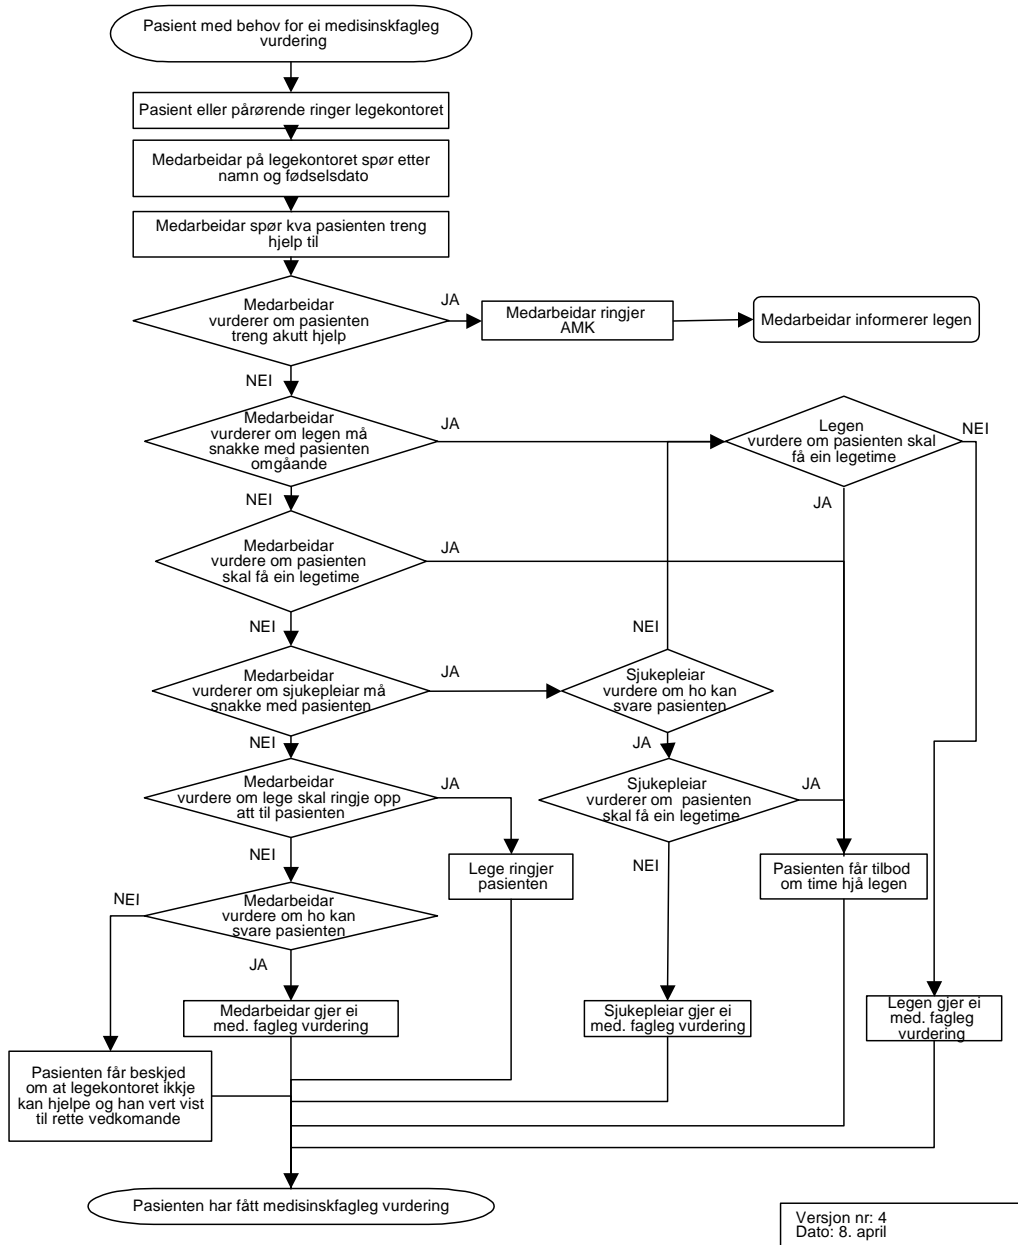 Pasient med behov for ei medisinskfagleg
vurdering
Pasient eller pårørende ringer legekontoret
Medarbeidar på legekontoret spør etter
namn og fødselsdato
Medarbeidar spør kva pasienten treng
hjelp til
Medarbeidar
vurderer om pasienten
treng akutt hjelp
JA
Medarbeidar ringjer
AMK
Medarbeidar informerer legen
NEI
Medarbeidar
vurderer om legen må
snakke med pasienten
omgåande
JA
Legen
vurdere om pasienten skal
få ein legetime
NEI
JA
NEI
Medarbeidar
vurdere om pasienten
skal få ein legetime
JA
NEI
NEI
Medarbeidar
vurderer om sjukepleiar må
snakke med pasienten
JA
Sjukepleiar
vurdere om ho kan
svare pasienten
NEI
JA
Medarbeidar
vurdere om lege skal ringje opp
att til pasienten
JA
Sjukepleiar
vurderer om  pasienten
skal få ein legetime
JA
NEI
Lege ringjer
pasienten
NEI
Pasienten får tilbod
om time hjå legen
NEI
Medarbeidar
vurdere om ho kan
svare pasienten
JA
Medarbeidar gjer ei
med. fagleg vurdering
Sjukepleiar gjer ei
med. fagleg vurdering
Legen gjer ei
med. fagleg
vurdering
Pasienten får beskjed
om at legekontoret ikkje
kan hjelpe og han vert vist
til rette vedkomande
Pasienten har fått medisinskfagleg vurdering
Versjon nr: 4
Dato: 8. april